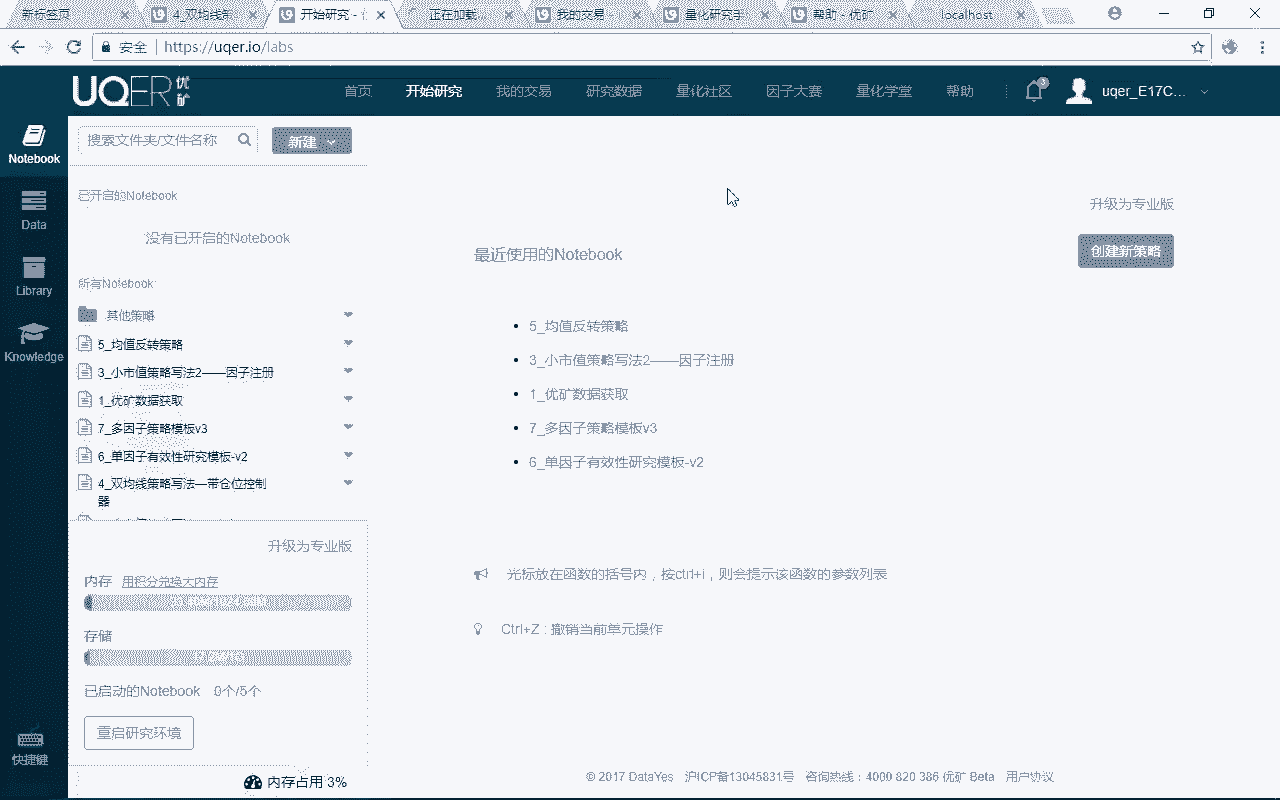 新标签页
4_双均线策
开始研究 -
正在加载
我的交易 -
量化研究手
帮助 - 优矿
localhost
安全 | https://uqer.io/labs
UQER 优矿
首页
开始研究
我的交易
研究数据
量化社区
因子大赛
量化学堂
帮助
3
uqer_E17C...
Notebook
Data
Library
Knowledge
快捷键
搜索文件夹/文件名称
新建
已开启的Notebook
没有已开启的Notebook
所有Notebook
其他策略
5_均值反转策略
3_小市值策略写法2——因子注册
1_优矿数据获取
7_多因子策略模板v3
6_单因子有效性研究模板-v2
4_双均线策略写法—带仓位控制
器
升级为专业版
内存 用积分兑换大内存
存储
已启动的Notebook 0个/5个
重启研究环境
内存占用 3%
升级为专业版
创建新策略
最近使用的Notebook
5_均值反转策略
3_小市值策略写法2——因子注册
1_优矿数据获取
7_多因子策略模板v3
6_单因子有效性研究模板-v2
光标放在函数的括号内，按ctrl+i，则会提示该函数的参数列表
Ctrl+Z : 撤销当前单元操作
© 2017 DataYes 沪ICP备13045831号 咨询热线：4000 820 386 优矿 Beta 用户协议